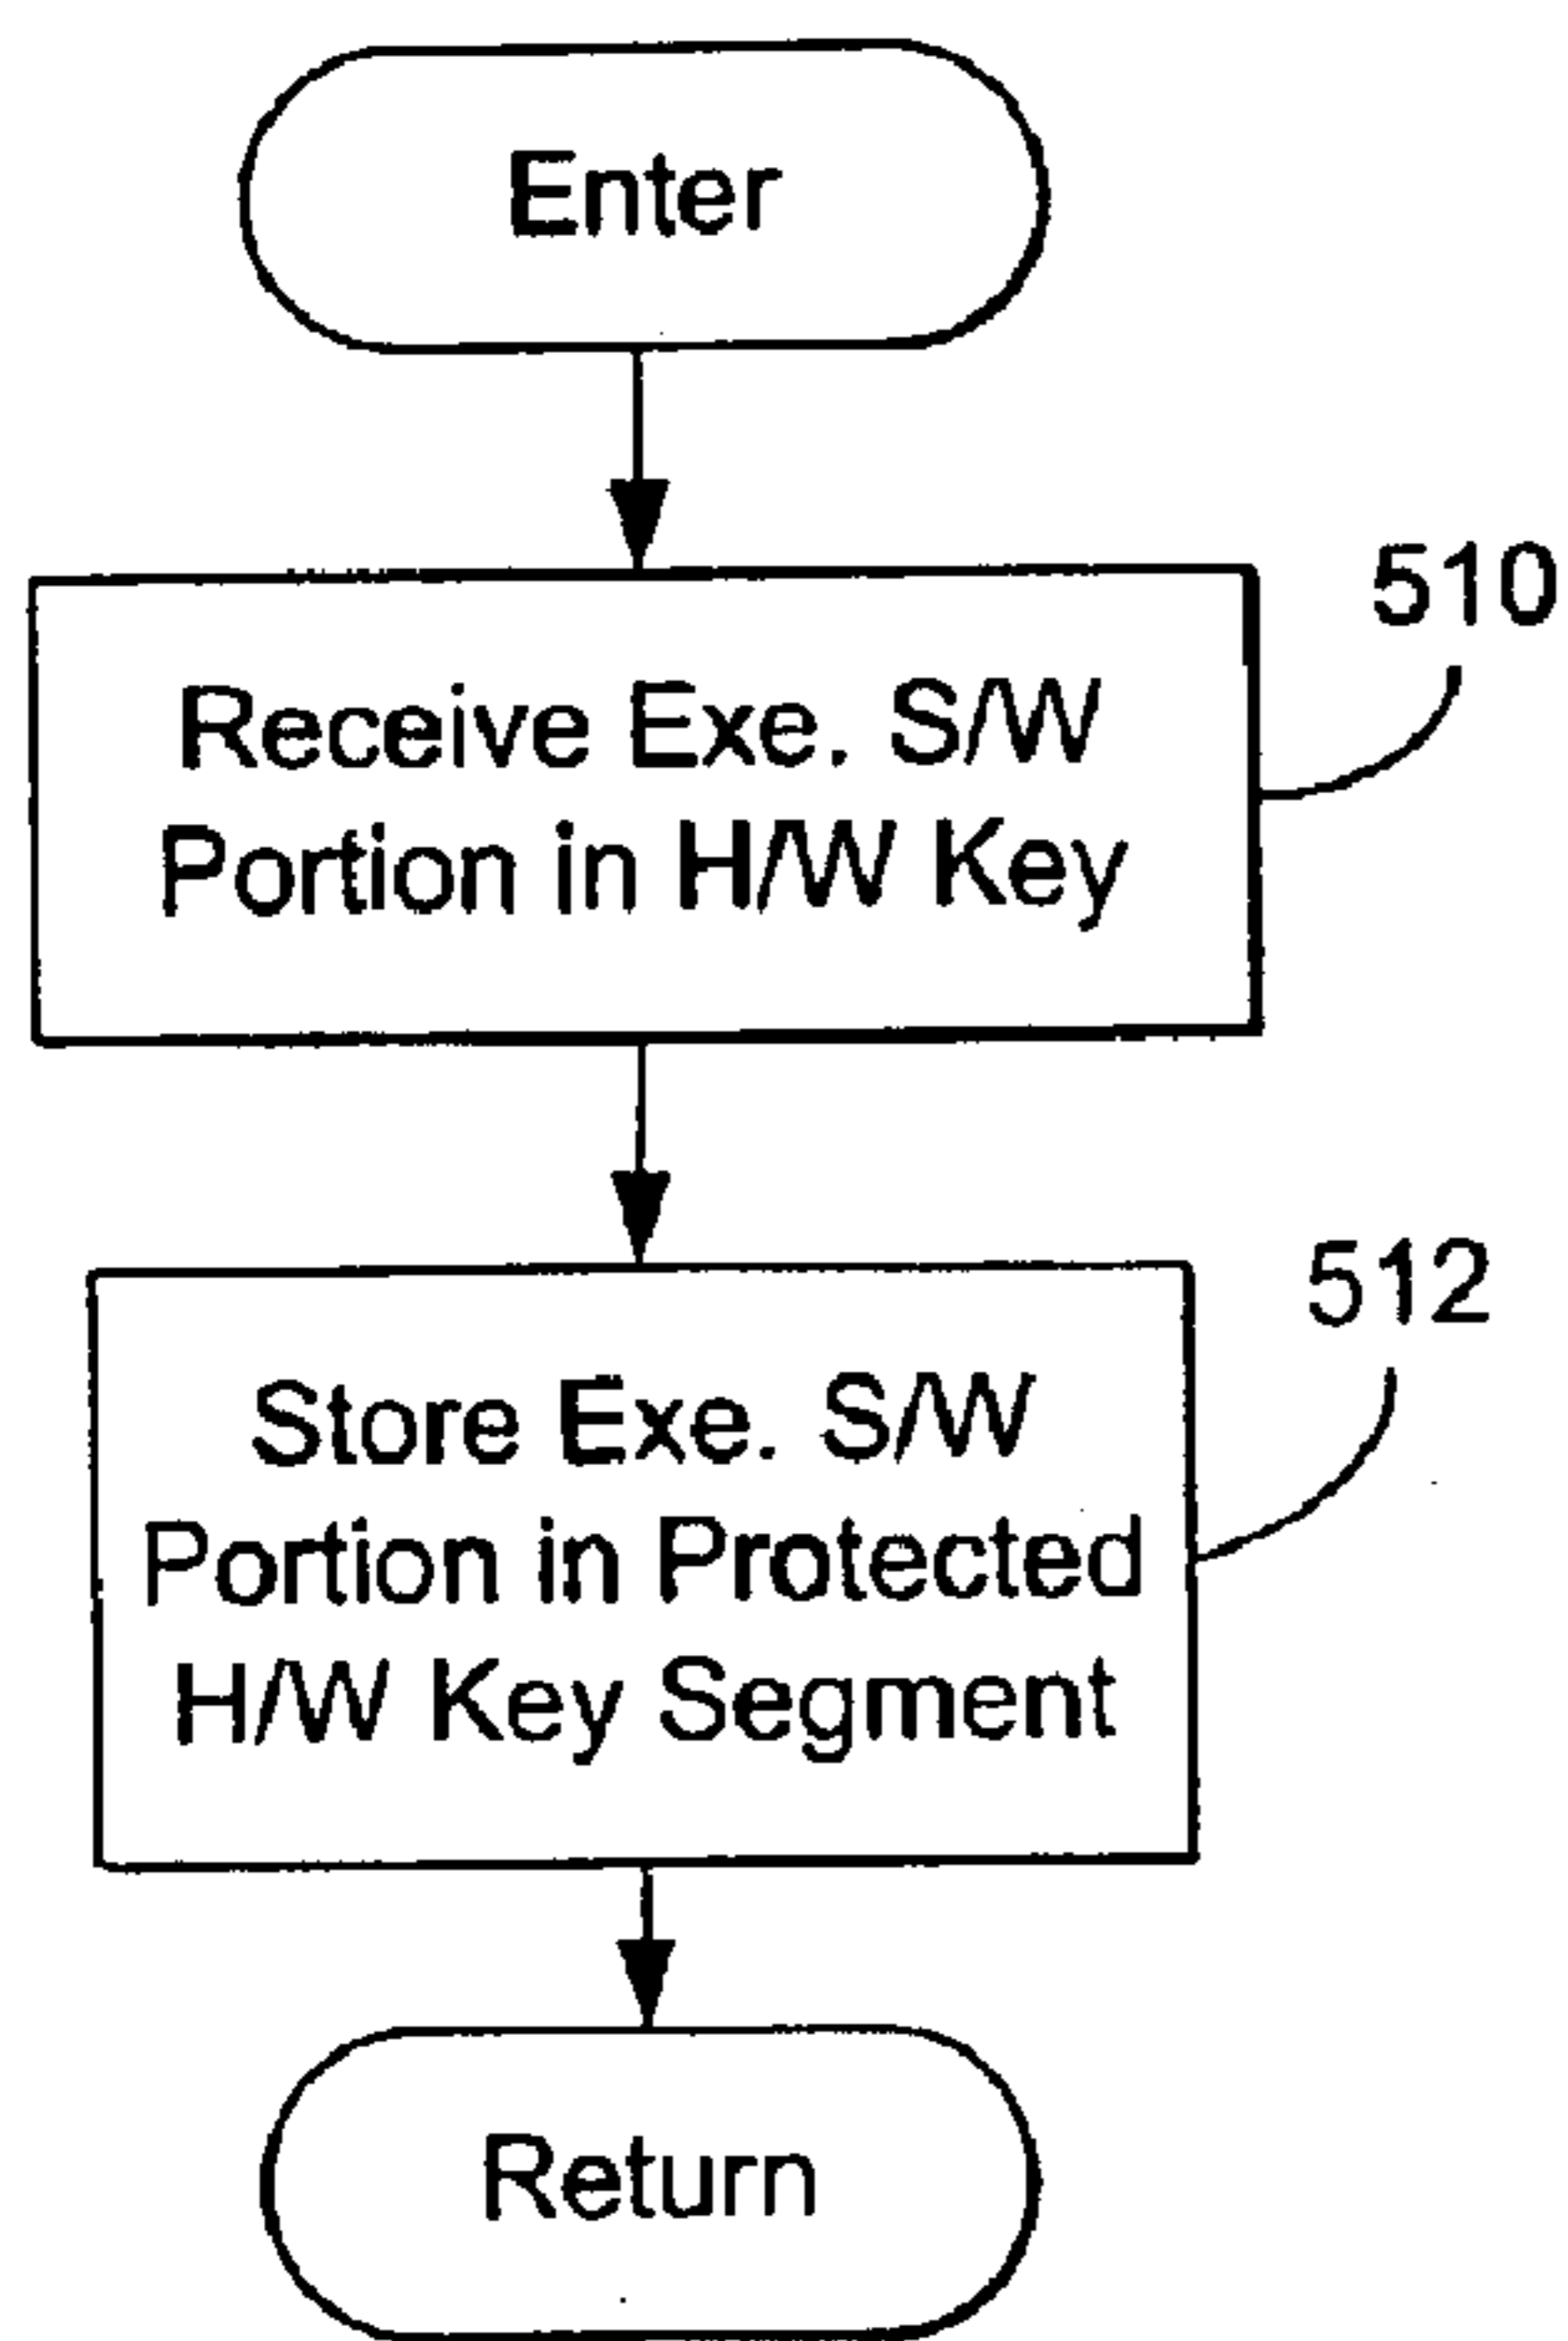 Enter
510
Receive Exe. S/W
Portion in H/W Key
512
Store Exe. S/W
Portion in Protected
H/W Key Segment
Return